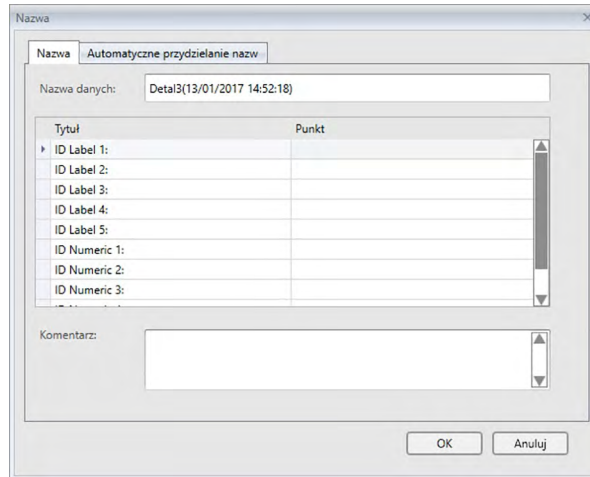 Nazwa
Nazwa Automatyczne przydzielanie nazw
Nazwa danych: Detal3(13/01/2017 14:52:18)
Tytuł Punkt
ID Label 1:
ID Label 2:
ID Label 3:
ID Label 4:
ID Label 5:
ID Numeric 1:
ID Numeric 2:
ID Numeric 3:
Komentarz:
OK Anuluj